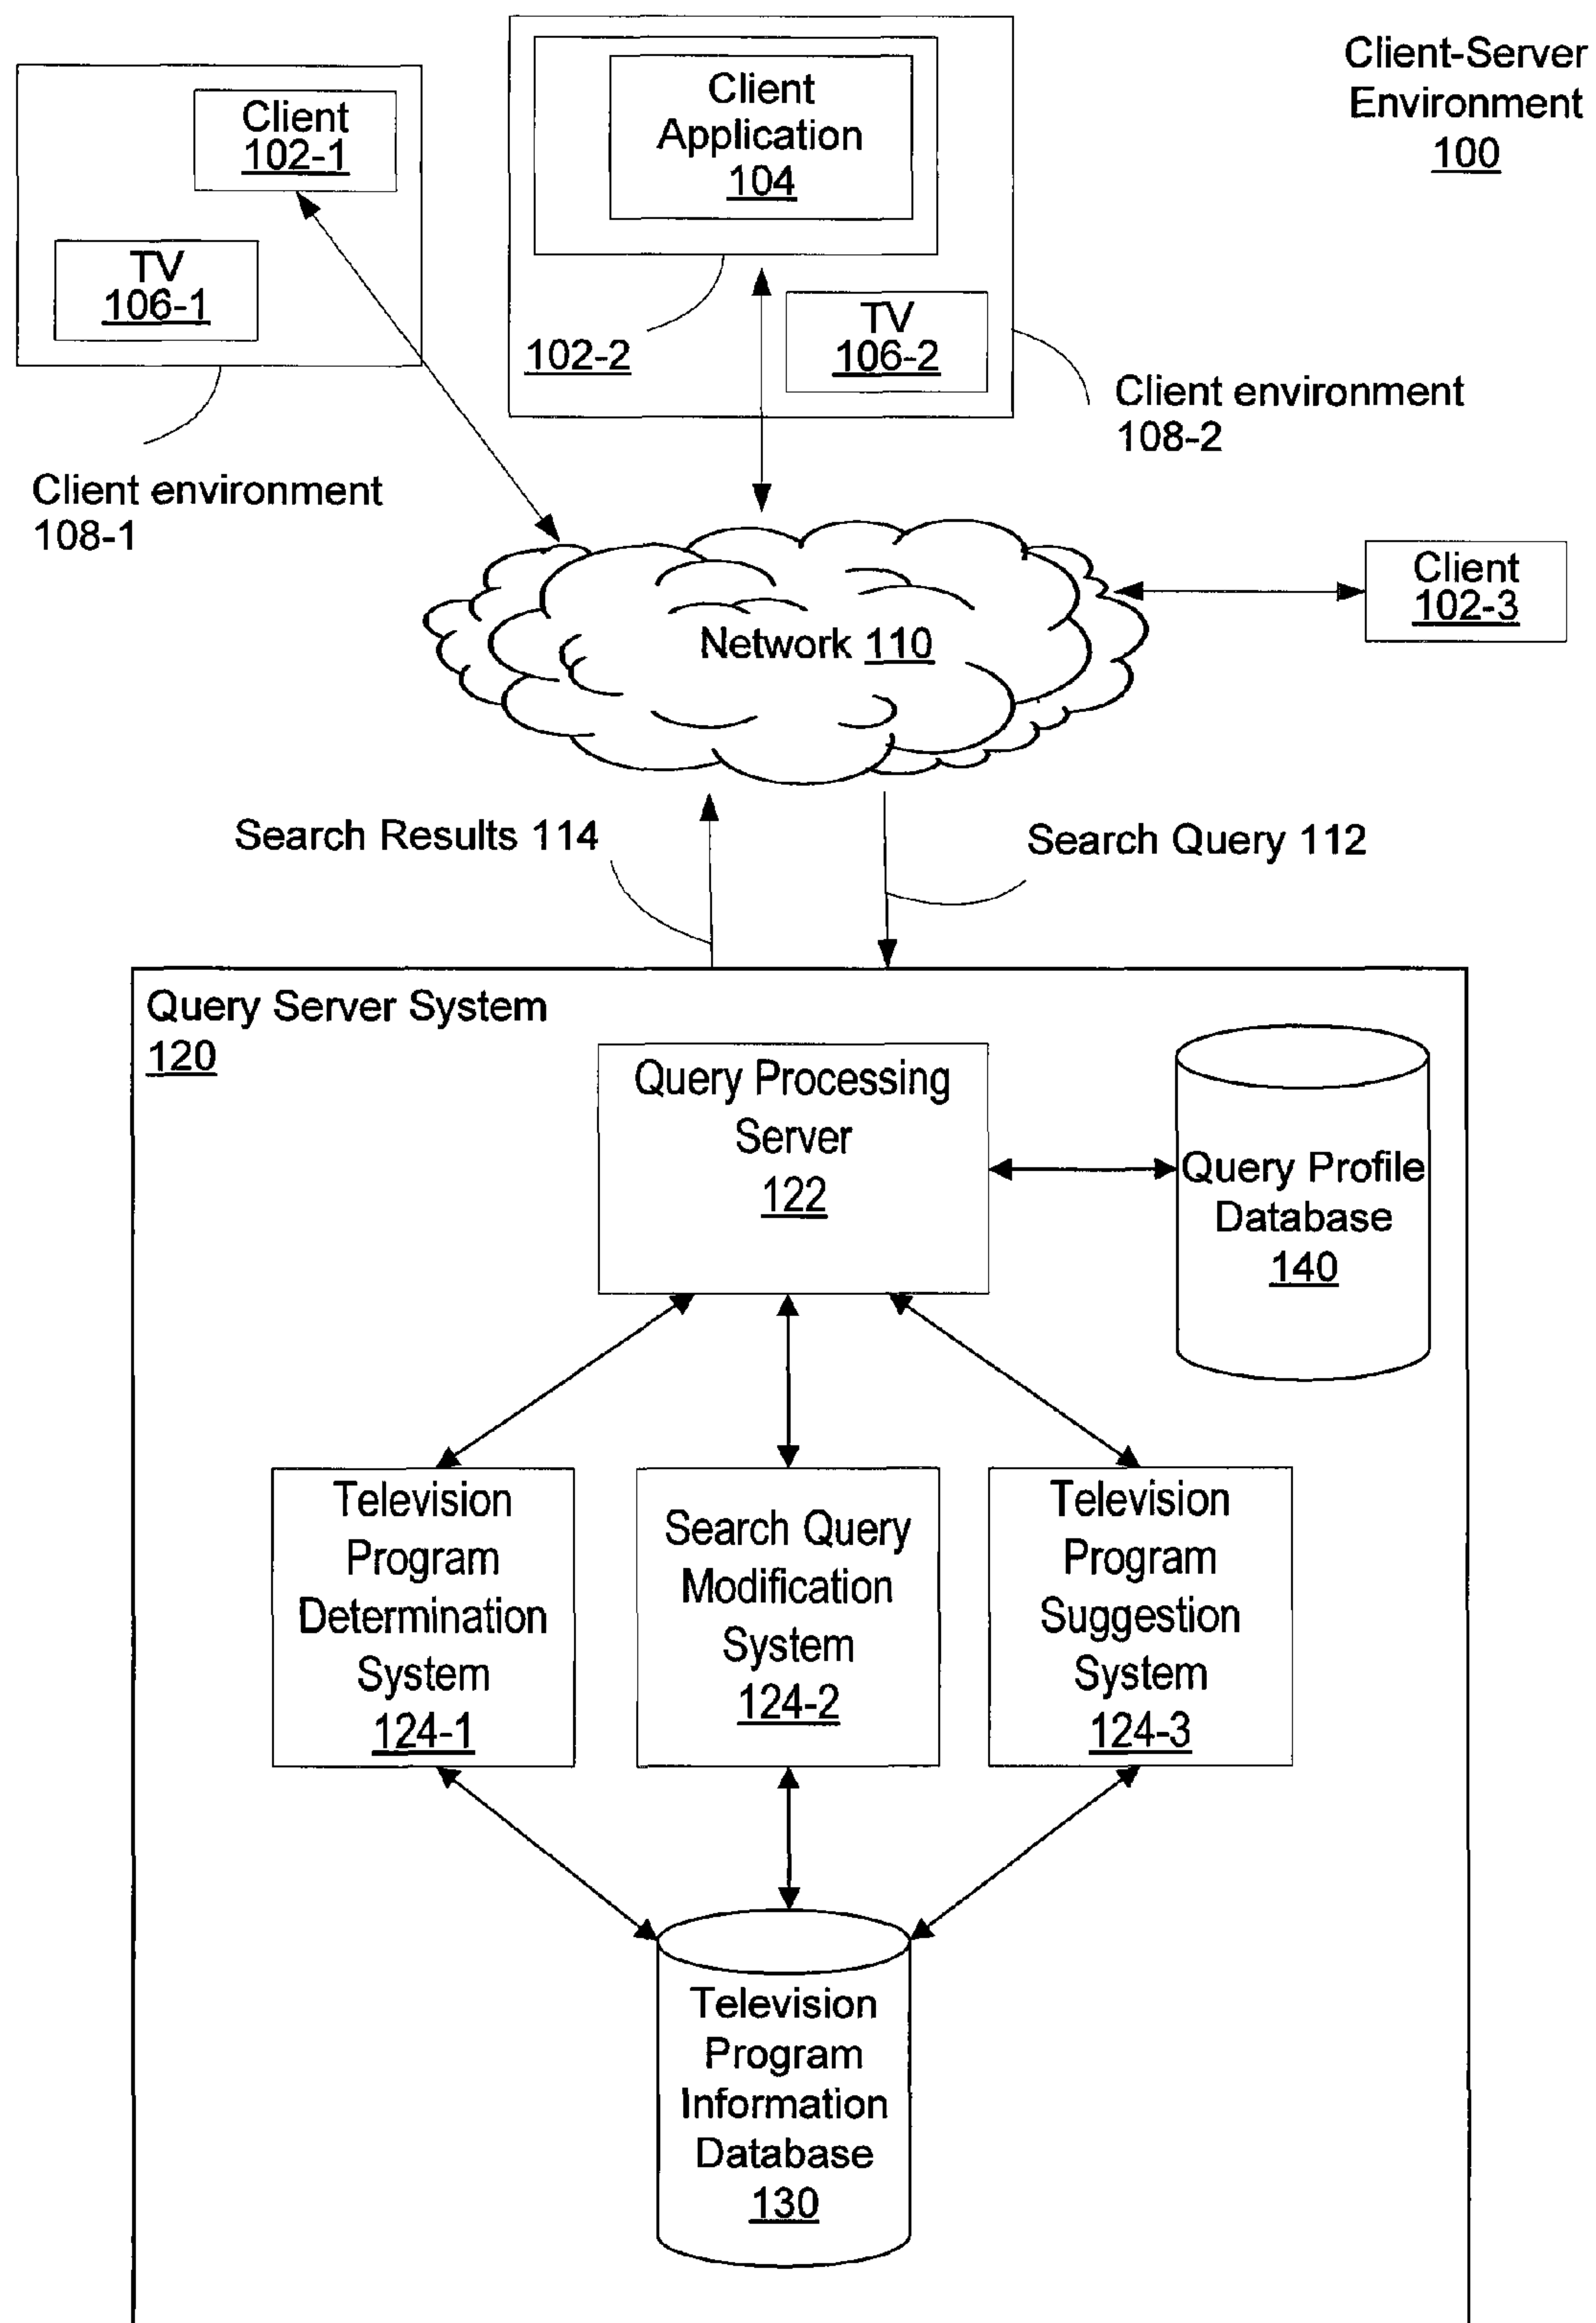 Client-Server
Environment
100
Client
102-1
TV
106-1
Client environment
108-1
Client
Application
104
102-2
TV
106-2
Client environment
108-2
Network 110
Client
102-3
Search Results 114
Search Query 112
Query Server System
120
Query Processing
Server
122
Query Profile
Database
140
Television
Program
Determination
System
124-1
Search Query
Modification
System
124-2
Television
Program
Suggestion
System
124-3
Television
Program
Information
Database
130